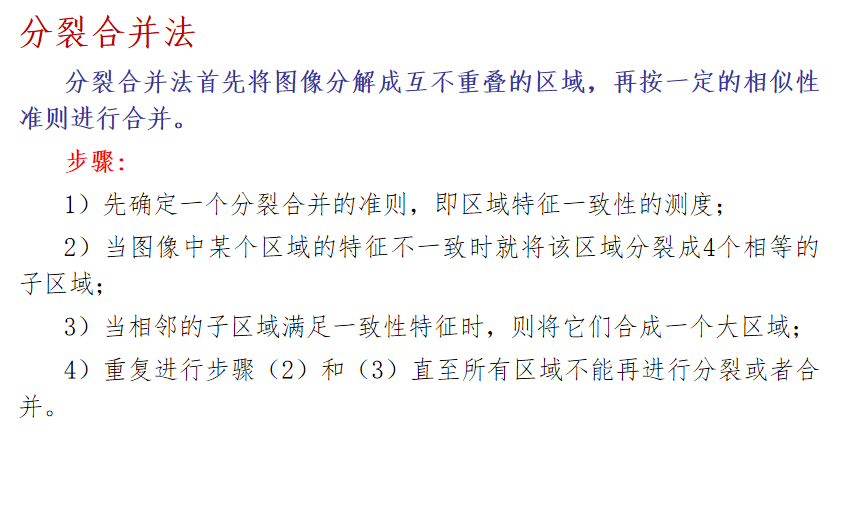 分裂合并法
分裂合并法首先将图像分解成互不重叠的区域，再按一定的相似性
准则进行合并。
步骤：
1）先确定一个分裂合并的准则，即区域特征一致性的测度；
2）当图像中某个区域的特征不一致时就将该区域分裂成4个相等的
子区域；
3）当相邻的子区域满足一致性特征时，则将它们合成一个大区域；
4）重复进行步骤（2）和（3）直至所有区域不能再进行分裂或者合
并。